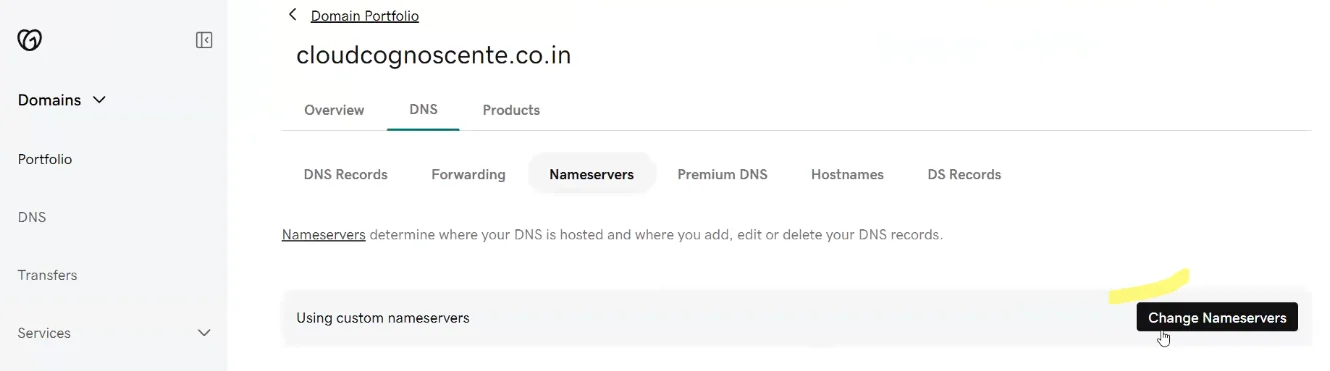 Domain Portfolio
cloudcognoscente.co.in
Domains
Overview DNS Products
Portfolio
DNS Records Forwarding Nameservers Premium DNS Hostnames DS Records
DNS
Nameservers determine where your DNS is hosted and where you add, edit or delete your DNS records.
Transfers
Using custom nameservers Change Nameservers
Services